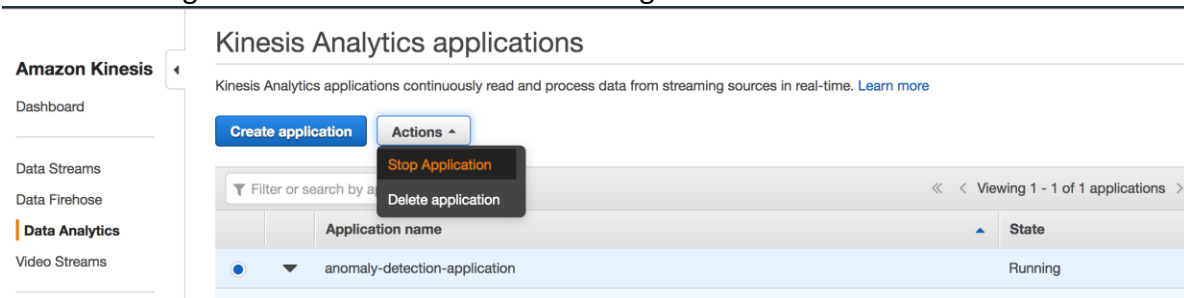 Kinesis Analytics applications
Amazon Kinesis
Kinesis Analytics applications continuously read and process data from streaming sources in real-time. Learn more
Dashboard
Create application
Actions
Stop Application
Data Streams
Filter or search by
Viewing 1 - 1 of 1 applications
Delete application
Data Firehose
Data Analytics
Application name
State
Video Streams
anomaly-detection-application
Running